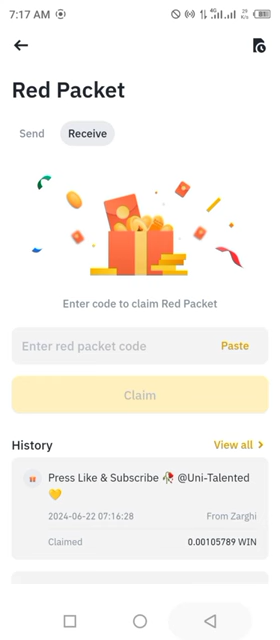 7:17 AM
Red Packet
Send
Receive
Enter code to claim Red Packet
Enter red packet code
Paste
Claim
History
View all
Press Like & Subscribe 🥀 @Uni-Talented
💛
2024-06-22 07:16:28
From Zarghi
Claimed
0.00105789 WIN